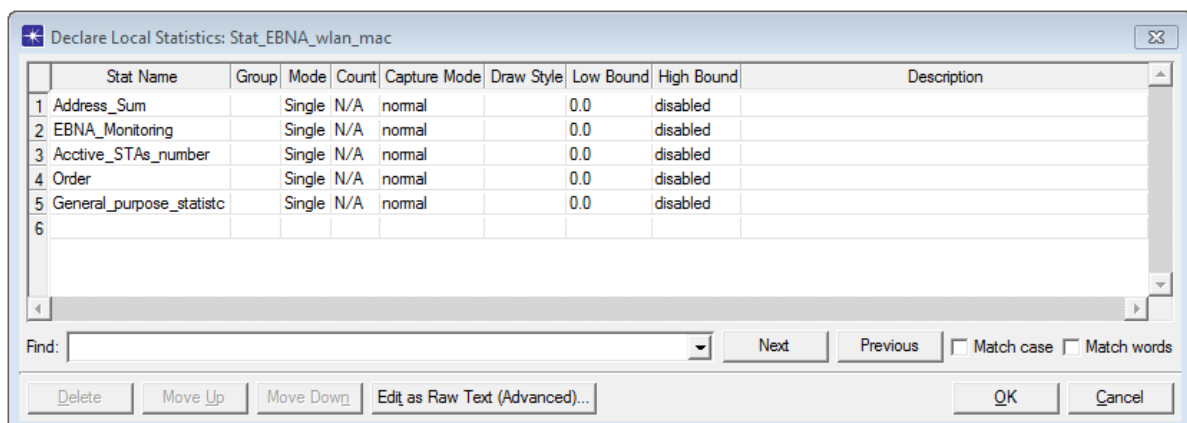 Declare Local Statistics: Stat_EBNA_wlan_mac
Stat Name Group Mode Count Capture Mode Draw Style Low Bound High Bound Description
1 Address_Sum Single N/A normal 0.0 disabled
2 EBNA_Monitoring Single N/A normal 0.0 disabled
3 Acctive_STAs_number Single N/A normal 0.0 disabled
4 Order Single N/A normal 0.0 disabled
5 General_purpose_statistc Single N/A normal 0.0 disabled
6
Find: Next Previous Match case Match words
Delete Move Up Move Down Edit as Raw Text (Advanced)... OK Cancel